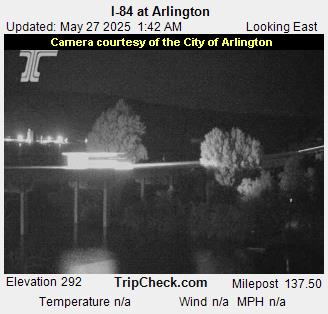 I-84 at Arlington
Updated: May 27 2025 1:42 AM Looking East
Camera courtesy of the City of Arlington
Elevation 292 TripCheck.com Milepost 137.50
Temperature n/a Wind n/a MPH n/a